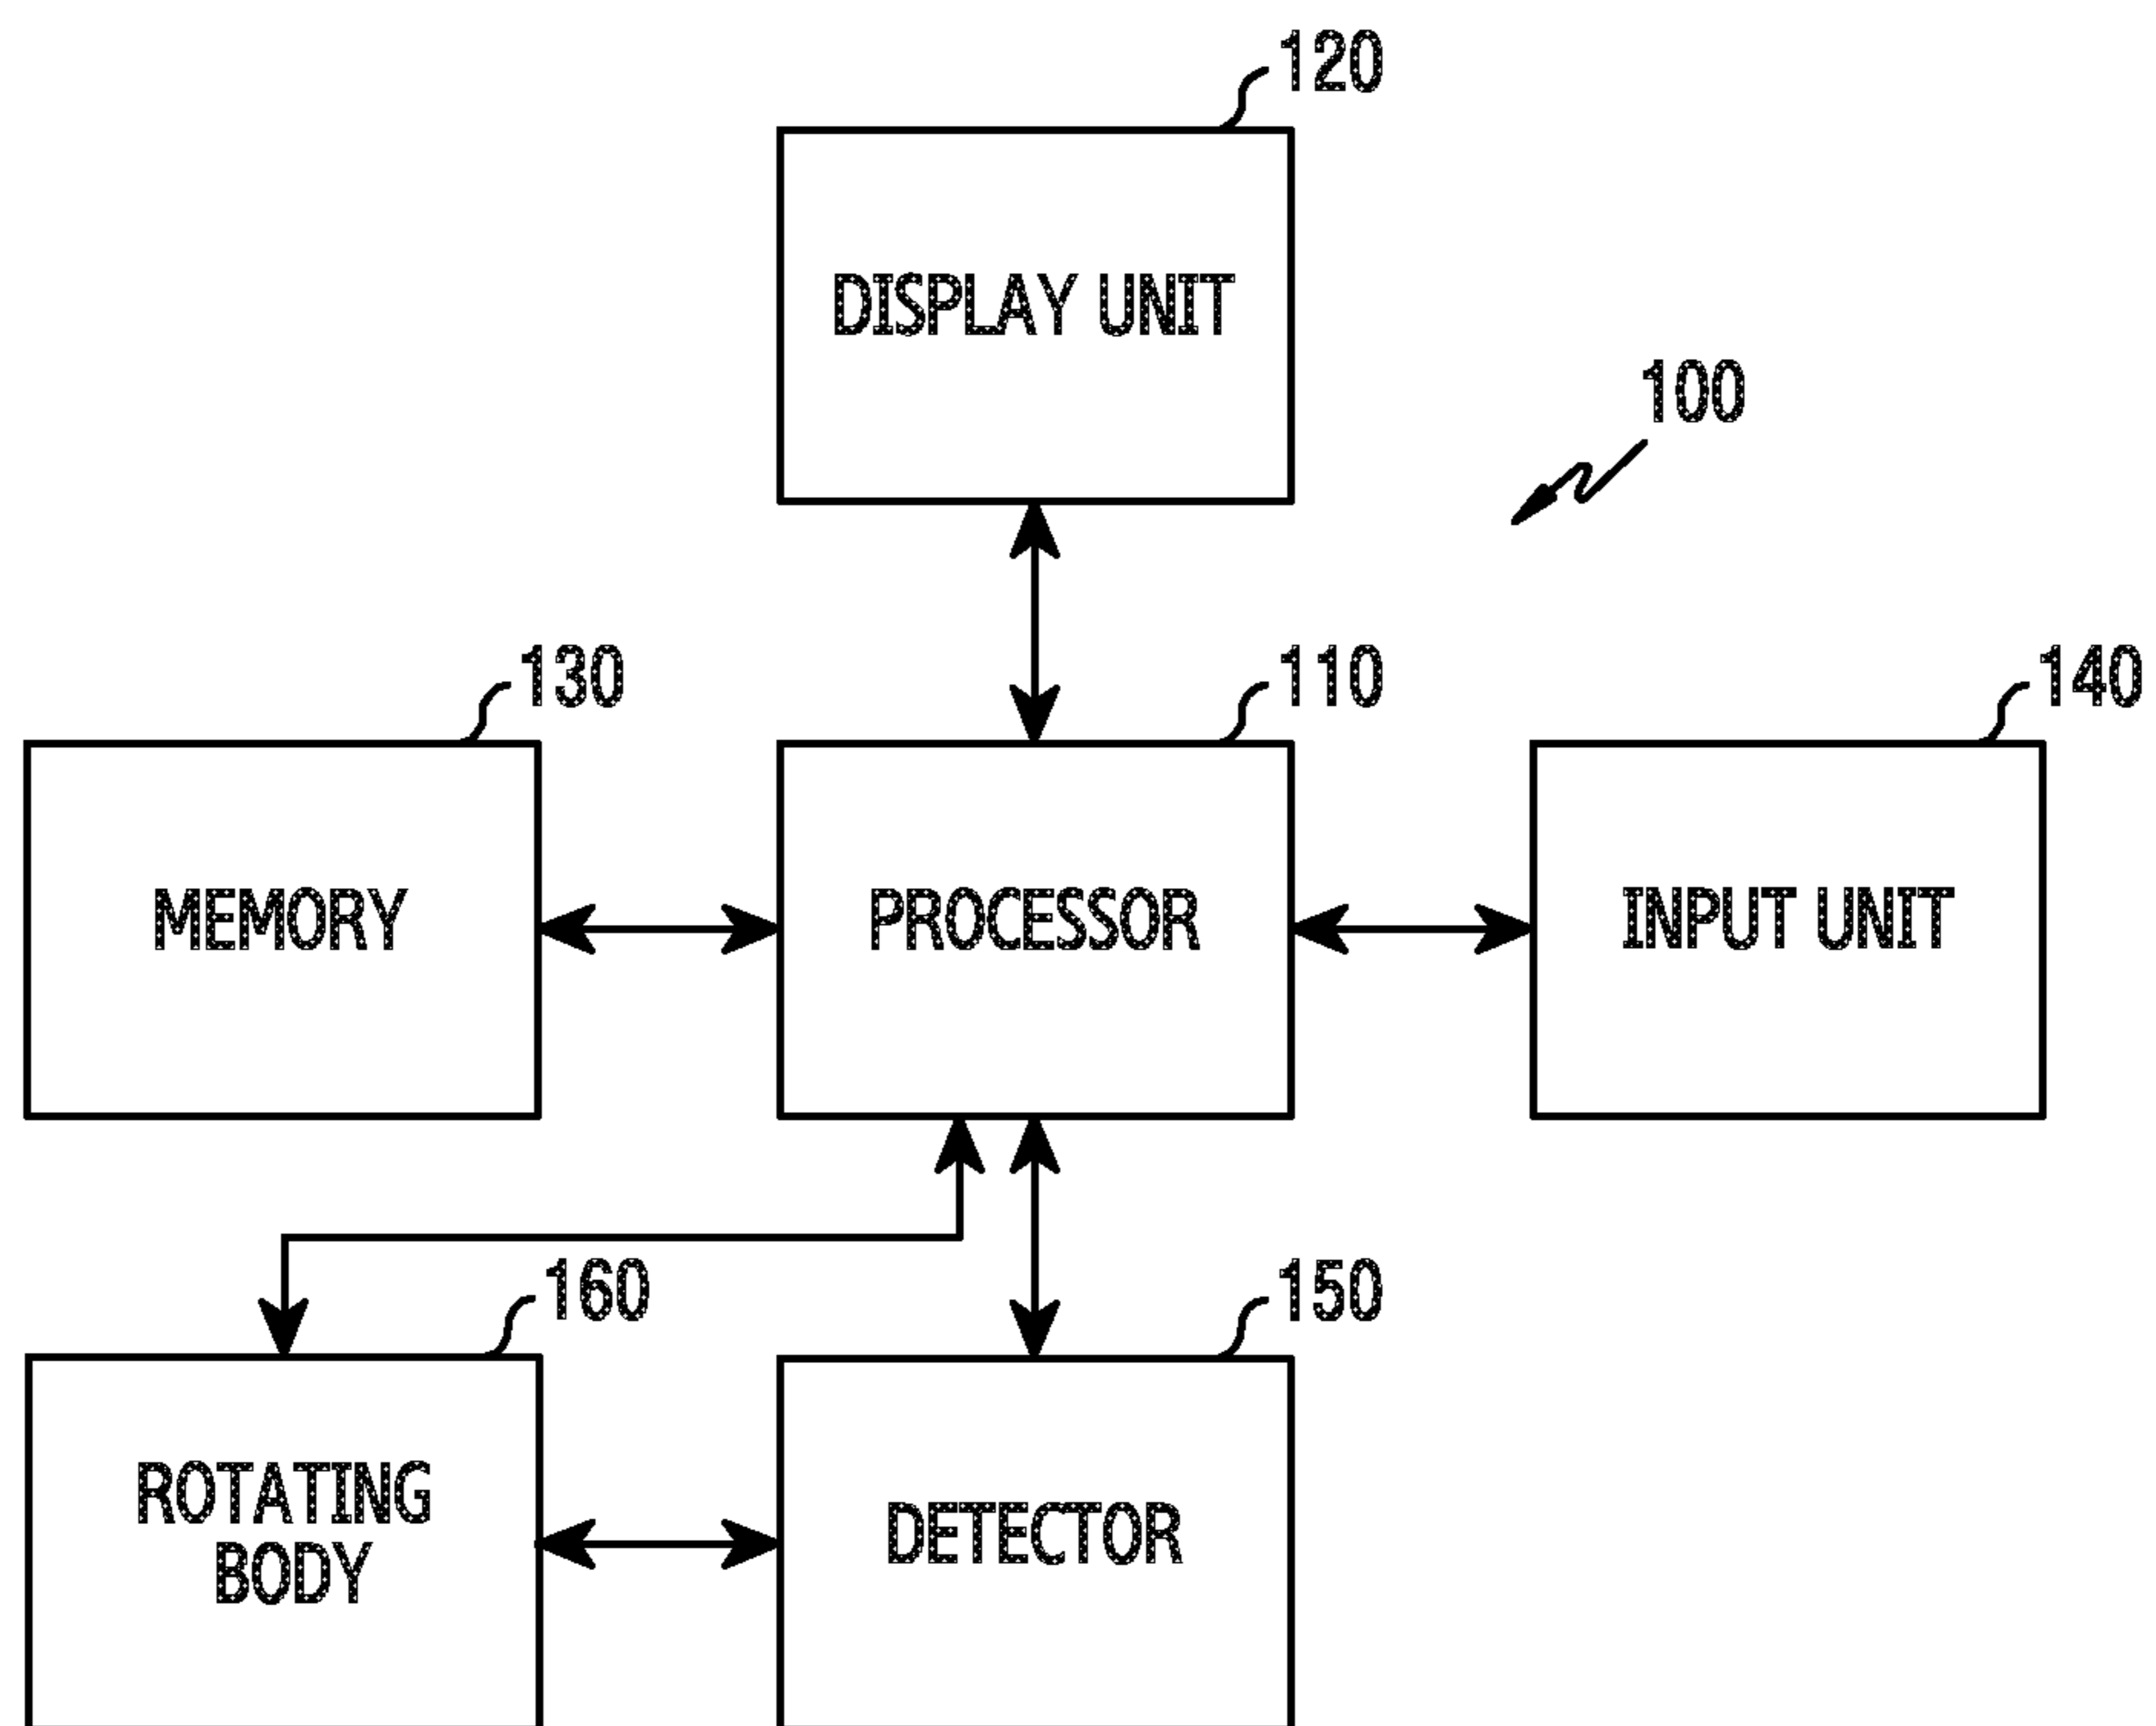 120
DISPLAY UNIT
100
130
110
140
MEMORY
PROCESSOR
INPUT UNIT
160
150
ROTATING
BODY
DETECTOR